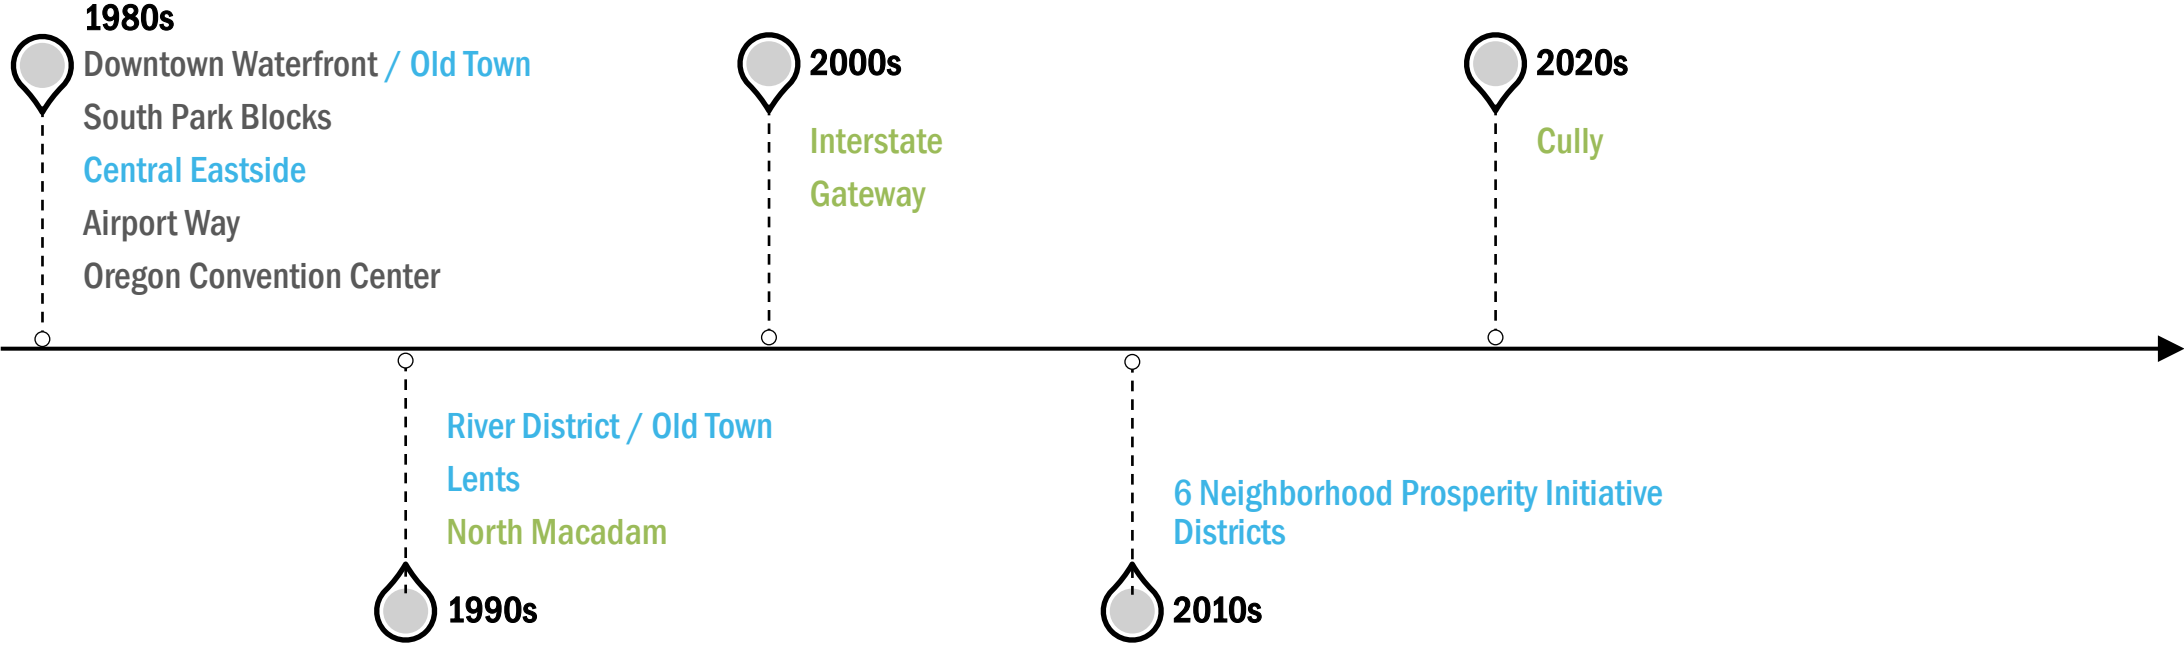 1980s
Downtown Waterfront / Old Town
South Park Blocks
Central Eastside
Airport Way
Oregon Convention Center
River District / Old Town
Lents
North Macadam
1990s
2000s
Interstate
Gateway
6 Neighborhood Prosperity Initiative
Districts
2010s
2020s
Cully